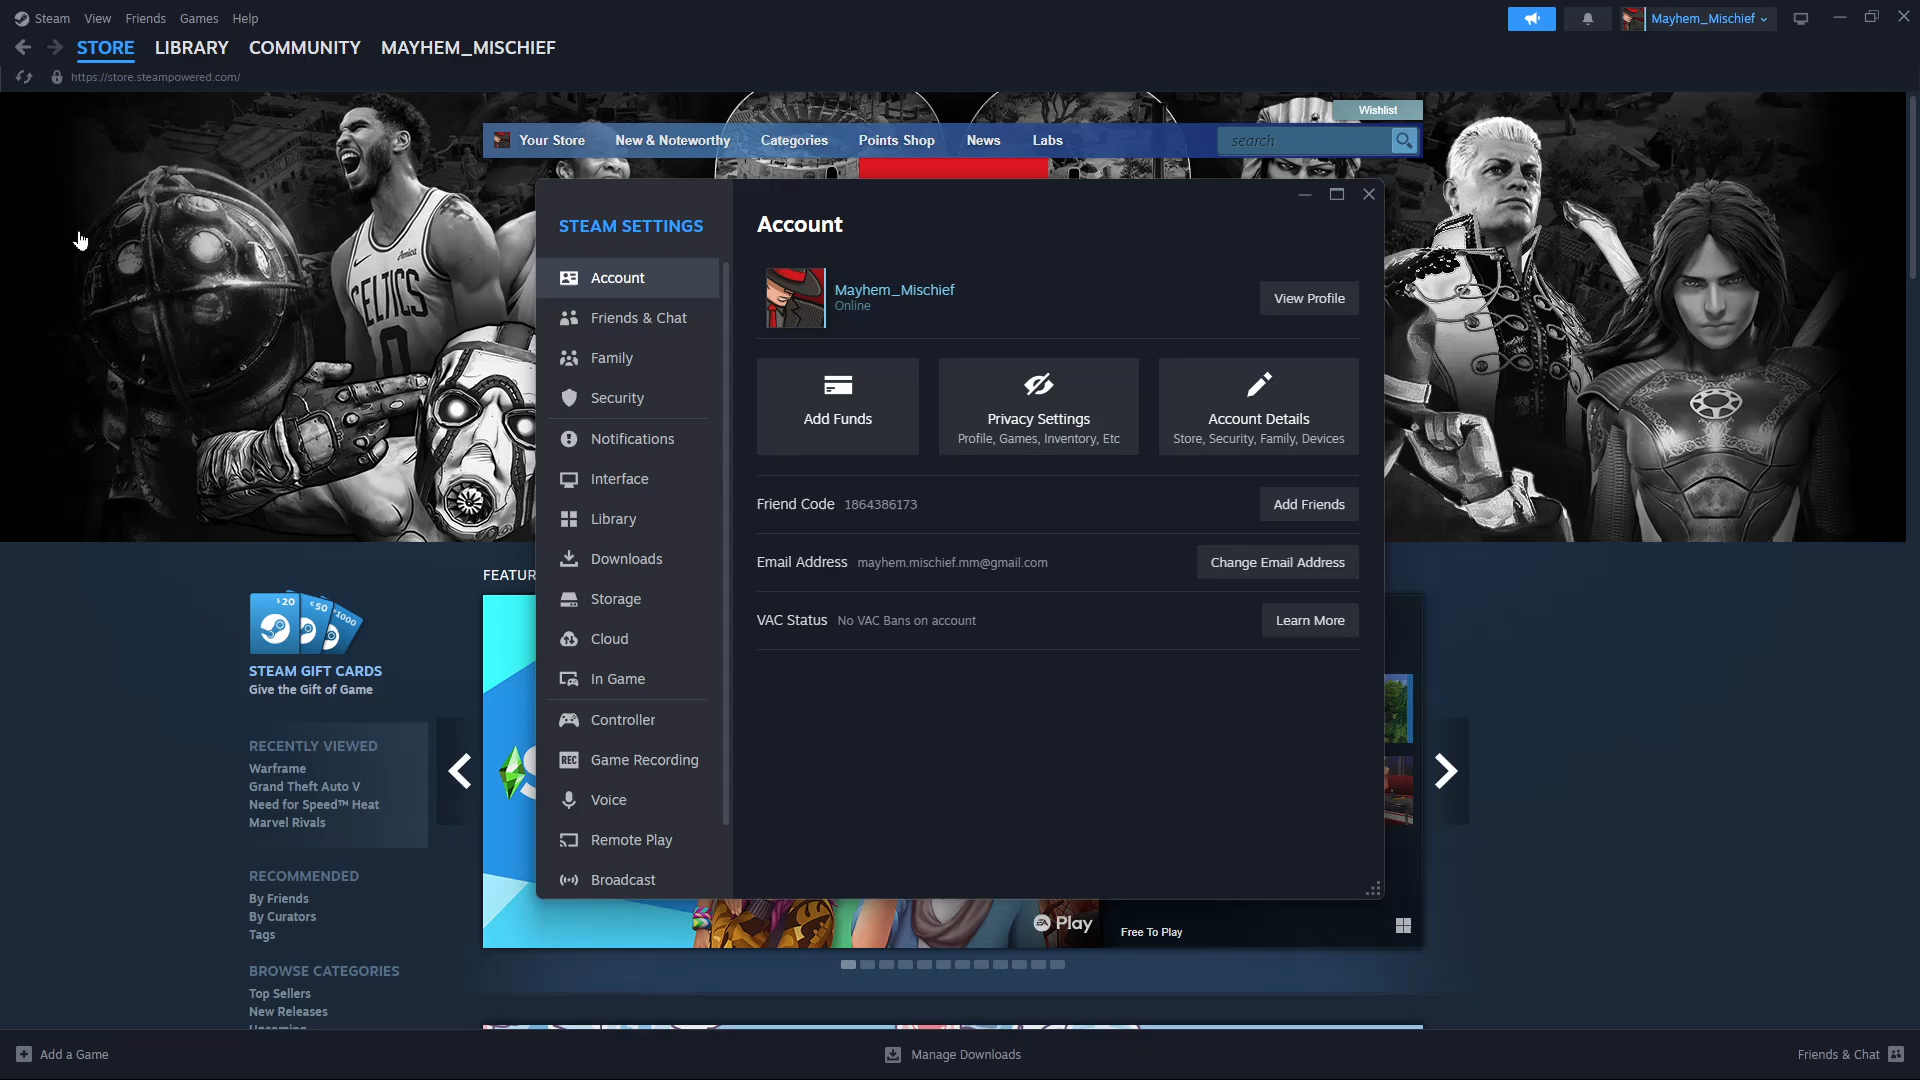 Steam View Friends Games Help
Mayhem_Mischief
STORE LIBRARY COMMUNITY MAYHEM_MISCHIEF
https://store.steampowered.com/
Wishlist
Your Store New & Noteworthy Categories Points Shop News Labs
search
CELTICS
STEAM SETTINGS
Account
Friends & Chat
Family
Security
Notifications
Interface
Library
Downloads
Storage
Cloud
In Game
Controller
REC Game Recording
Voice
Remote Play
Broadcast
Account
Mayhem_Mischief
Online
View Profile
Add Funds
Privacy Settings
Profile, Games, Inventory, Etc
Account Details
Store, Security, Family, Devices
Friend Code 1864386173
Add Friends
Email Address mayhem.mischief.mm@gmail.com
Change Email Address
VAC Status No VAC Bans on account
Learn More
FEATUR
$20
$1000
STEAM GIFT CARDS
Give the Gift of Game
RECENTLY VIEWED
Warframe
Grand Theft Auto V
Need for Speed™ Heat
Marvel Rivals
RECOMMENDED
By Friends
By Curators
Tags
BROWSE CATEGORIES
Top Sellers
New Releases
Upcoming
EA Play
Free To Play
Add a Game
Manage Downloads
Friends & Chat